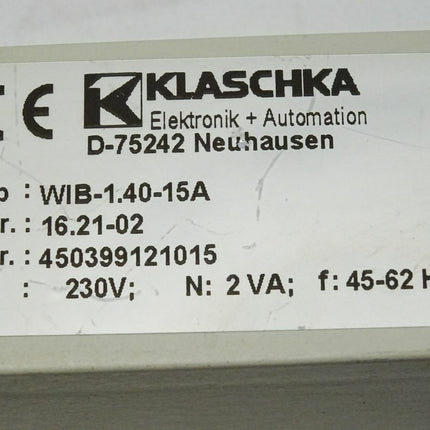 CE K KLASCHKA
Elektronik + Automation
D-75242 Neuhausen
p : WIB-1.40-15A
r. : 16.21-02
r. : 450399121015
: 230V; N: 2 VA; f: 45-62 H